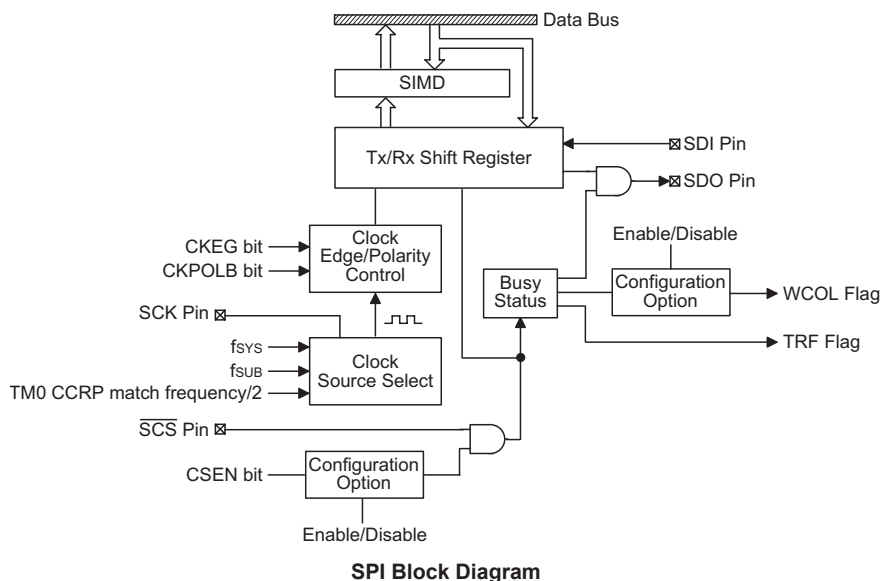 Data Bus
SIMD
Tx/Rx Shift Register
SDI Pin
SDO Pin
CKEG bit
CKPOLB bit
Clock
Edge/Polarity
Control
Enable/Disable
Busy
Status
Configuration
Option
WCOL Flag
TRF Flag
SCK Pin
fSYS
fSUB
TM0 CCRP match frequency/2
Clock
Source Select
SCS Pin
CSEN bit
Configuration
Option
Enable/Disable
SPI Block Diagram